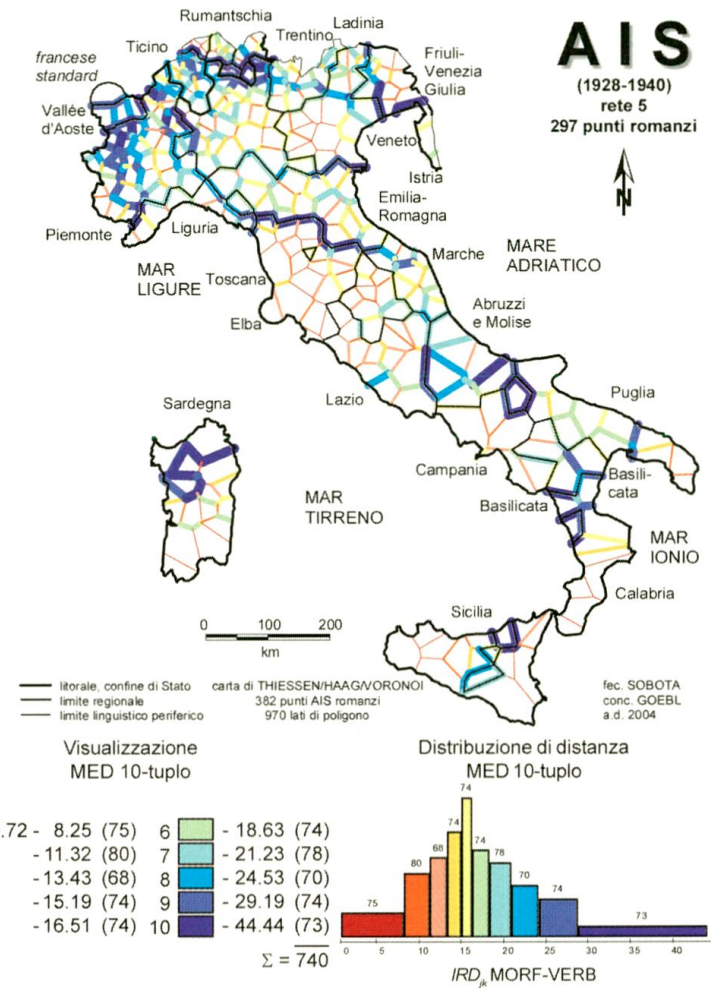 Rumantschia
Ladinia
Trentino
Ticino
francese
standard
Friuli-
Venezia
Giulia
Vallée
d'Aoste
Veneto
Istria
Emilia-
Romagna
Piemonte
Liguria
Marche
MAR
LIGURE
Toscana
MARE
ADRIATICO
Elba
Abruzzi
e Molise
Lazio
Puglia
Sardegna
Campania
Basili-
cata
Basilicata
MAR
TIRRENO
MAR
IONIO
Calabria
Sicilia
AIS
(1928-1940)
rete 5
297 punti romanzi
N
0 100 200
km
litorale, confine di Stato
limite regionale
limite linguistico periferico
carta di THIESSEN/HAAG/VORONOI
382 punti AIS romanzi
970 lati di poligono
fec. SOBOTA
conc. GOEBL
a.d. 2004
Visualizzazione
MED 10-tuplo
.72 - 8.25 (75) 6 - 18.63 (74)
- 11.32 (80) 7 - 21.23 (78)
- 13.43 (68) 8 - 24.53 (70)
- 15.19 (74) 9 - 29.19 (74)
- 16.51 (74) 10 - 44.44 (73)
Σ = 740
Distribuzione di distanza
MED 10-tuplo
75 80 68 74 74 74 78 70 74 73
0 5 10 15 20 25 30 35 40
IRDjk MORF-VERB